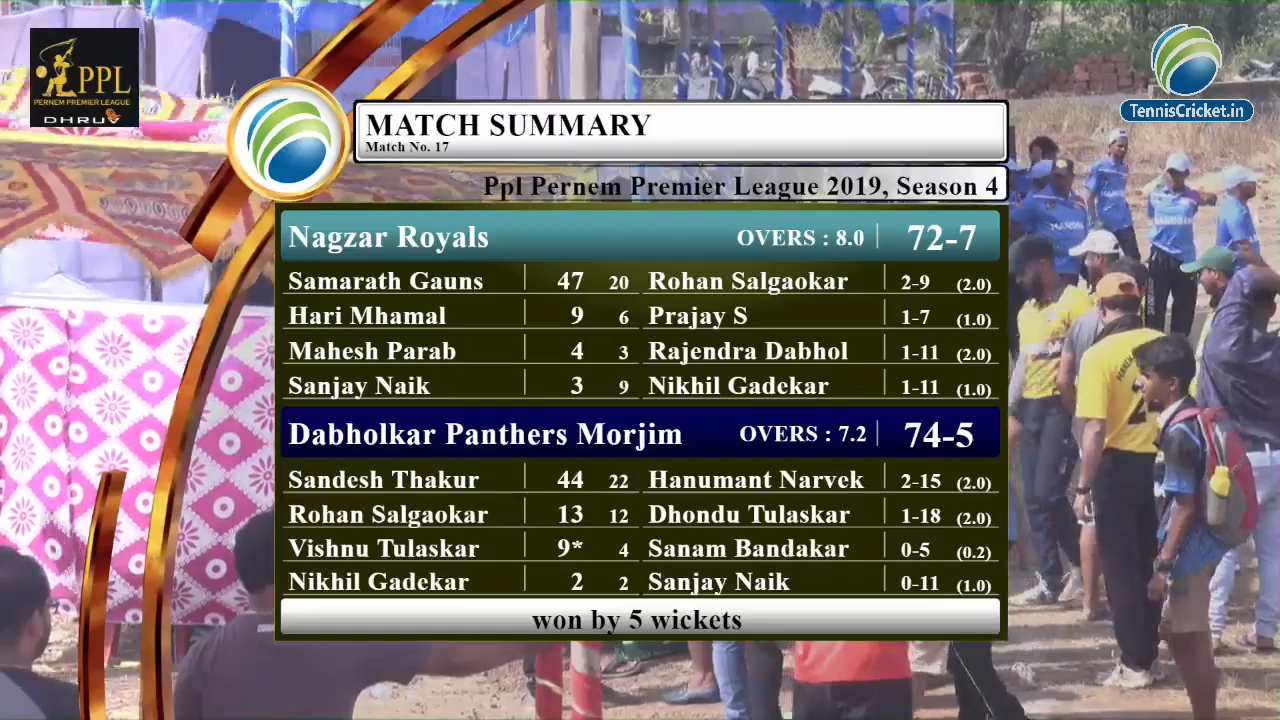 PPL
PERNEM PREMIER LEAGUE
DHRUV
TennisCricket.in
MATCH SUMMARY
Match No. 17
Ppl Pernem Premier League 2019, Season 4
Nagzar Royals OVERS : 8.0 72-7
Samarath Gauns 47 20 Rohan Salgaokar 2-9 (2.0)
Hari Mhamal 9 6 Prajay S 1-7 (1.0)
Mahesh Parab 4 3 Rajendra Dabhol 1-11 (2.0)
Sanjay Naik 3 9 Nikhil Gadekar 1-11 (1.0)
Dabholkar Panthers Morjim OVERS : 7.2 74-5
Sandesh Thakur 44 22 Hanumant Narvek 2-15 (2.0)
Rohan Salgaokar 13 12 Dhondu Tulaskar 1-18 (2.0)
Vishnu Tulaskar 9* 4 Sanam Bandakar 0-5 (0.2)
Nikhil Gadekar 2 2 Sanjay Naik 0-11 (1.0)
won by 5 wickets